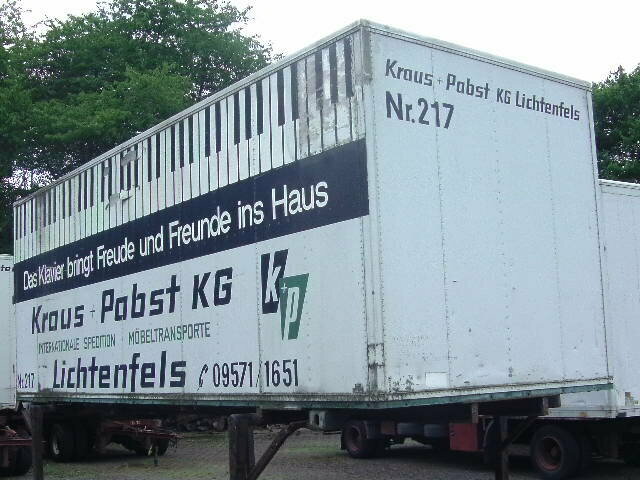 Das Klavier bringt Freude und Freunde ins Haus
Kraus + Pabst KG
k+p
INTERNATIONALE SPEDITION MÖBELTRANSPORTE
Nr. 217
Lichtenfels 09571/1651
Kraus + Pabst KG Lichtenfels
Nr. 217